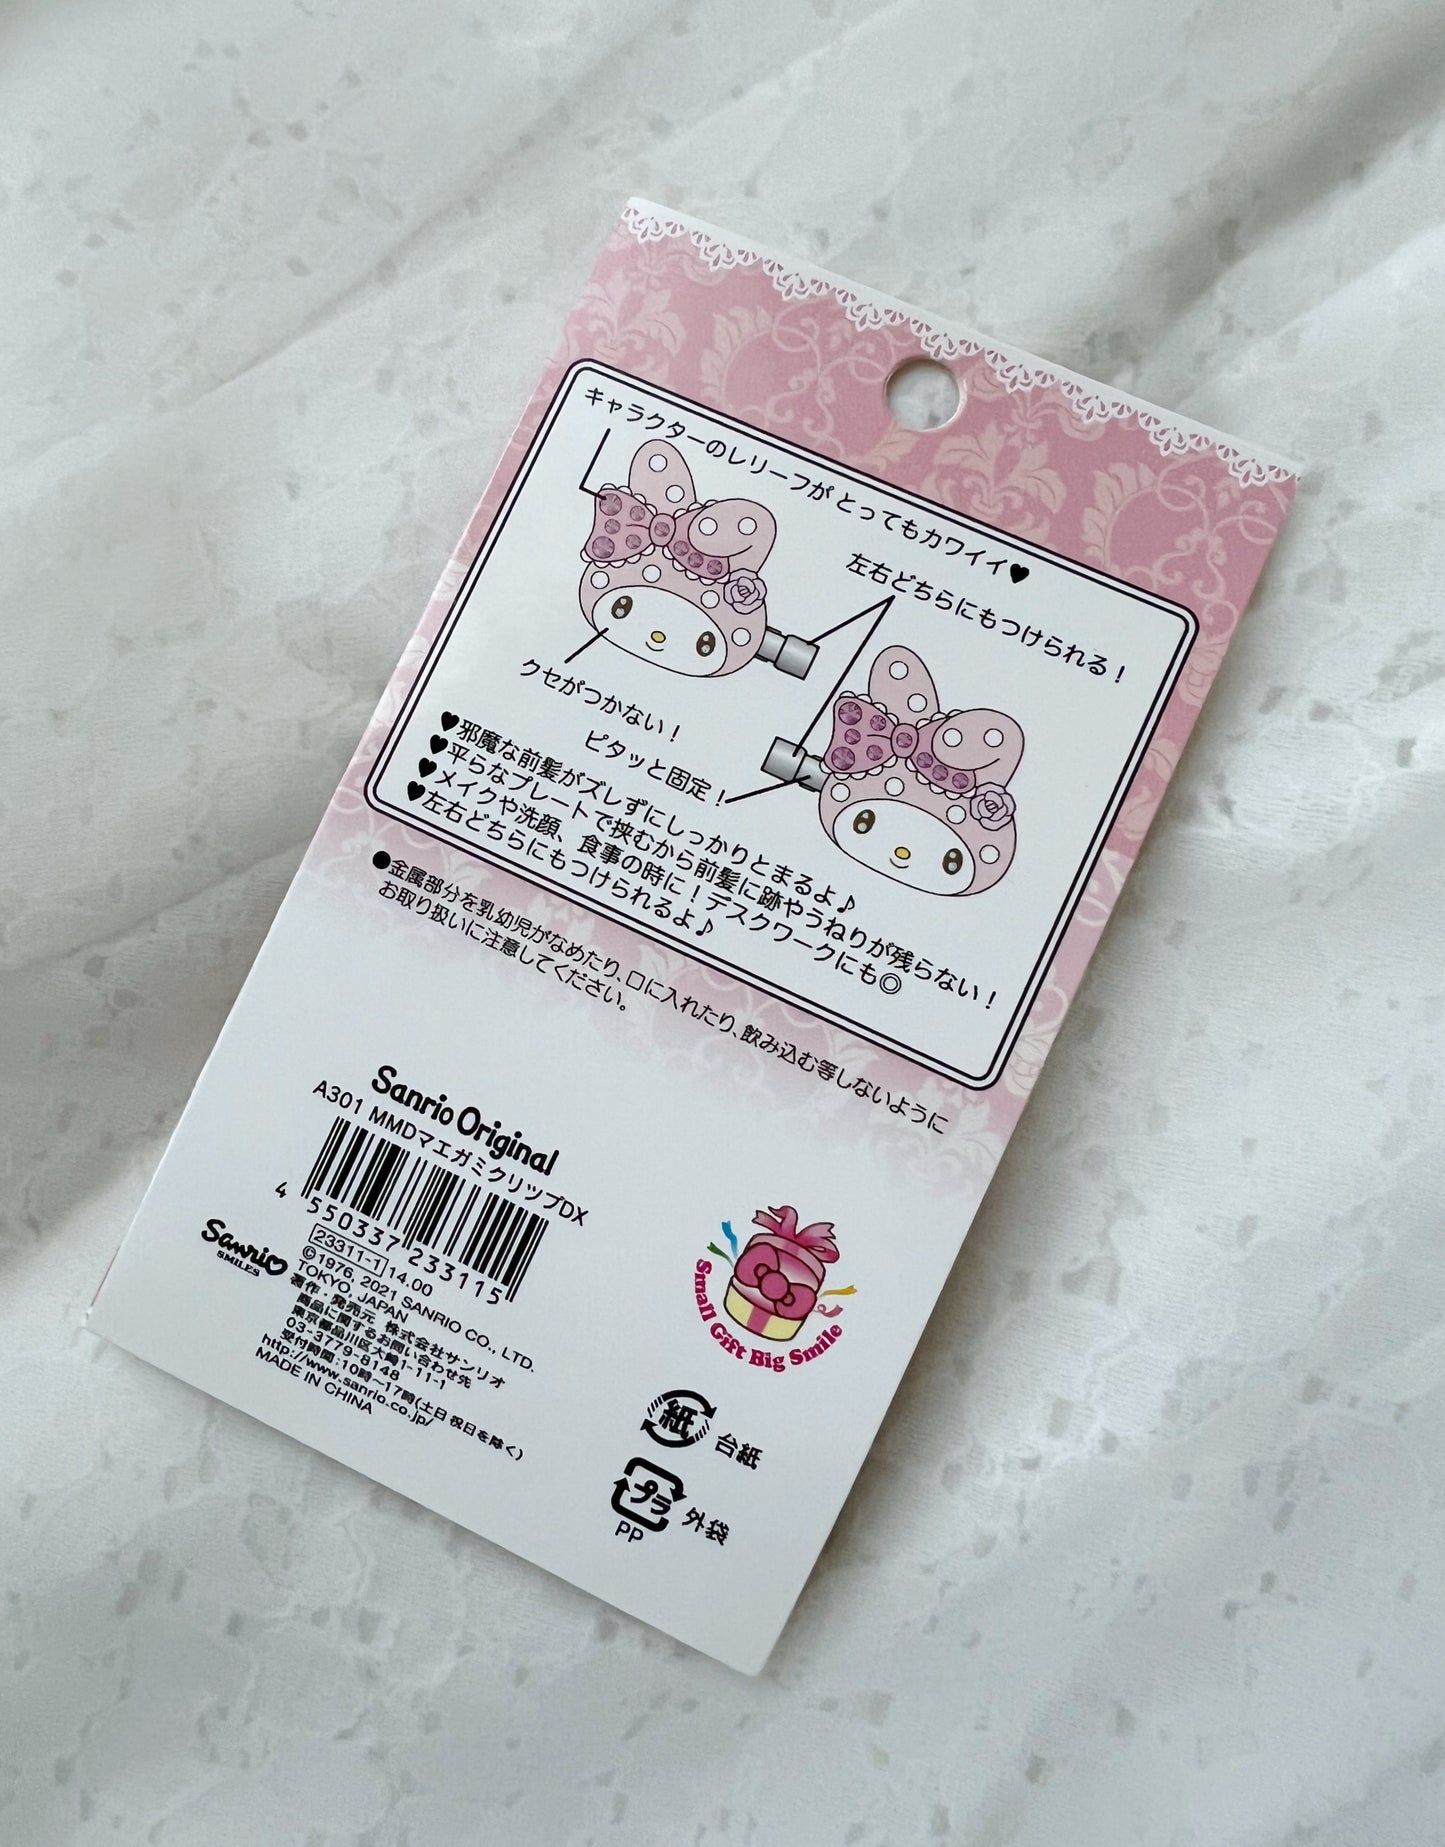 キャラクターのレリーフがとってもカワイイ♥
左右どちらにもつけられる！
クセがつかない！
ピタッと固定！
♥邪魔な前髪がズレずにしっかりとまるよ♪
♥平らなプレートで挟むから前髪に跡やうねりが残らない！
♥メイクや洗顔、食事の時に！デスクワークにも◎
♥左右どちらにもつけられるよ♪
●金属部分を乳幼児がなめたり、口に入れたり、飲み込む等しないように
お取り扱いに注意してください。
Sanrio Original
A301 MMDマエガミクリップDX
4 550337 233115
23311-1 14.00
Sanrio
SMILES
©1976, 2021 SANRIO CO., LTD.
TOKYO, JAPAN
著作・発売元 株式会社サンリオ
商品に関するお問い合わせ先
東京都品川区大崎1-11-1
03-3779-8148
受付時間:10時〜17時(土日祝日を除く)
http://www.sanrio.co.jp/
MADE IN CHINA
Small Gift Big Smile
紙 台紙
プラ 外袋
PP